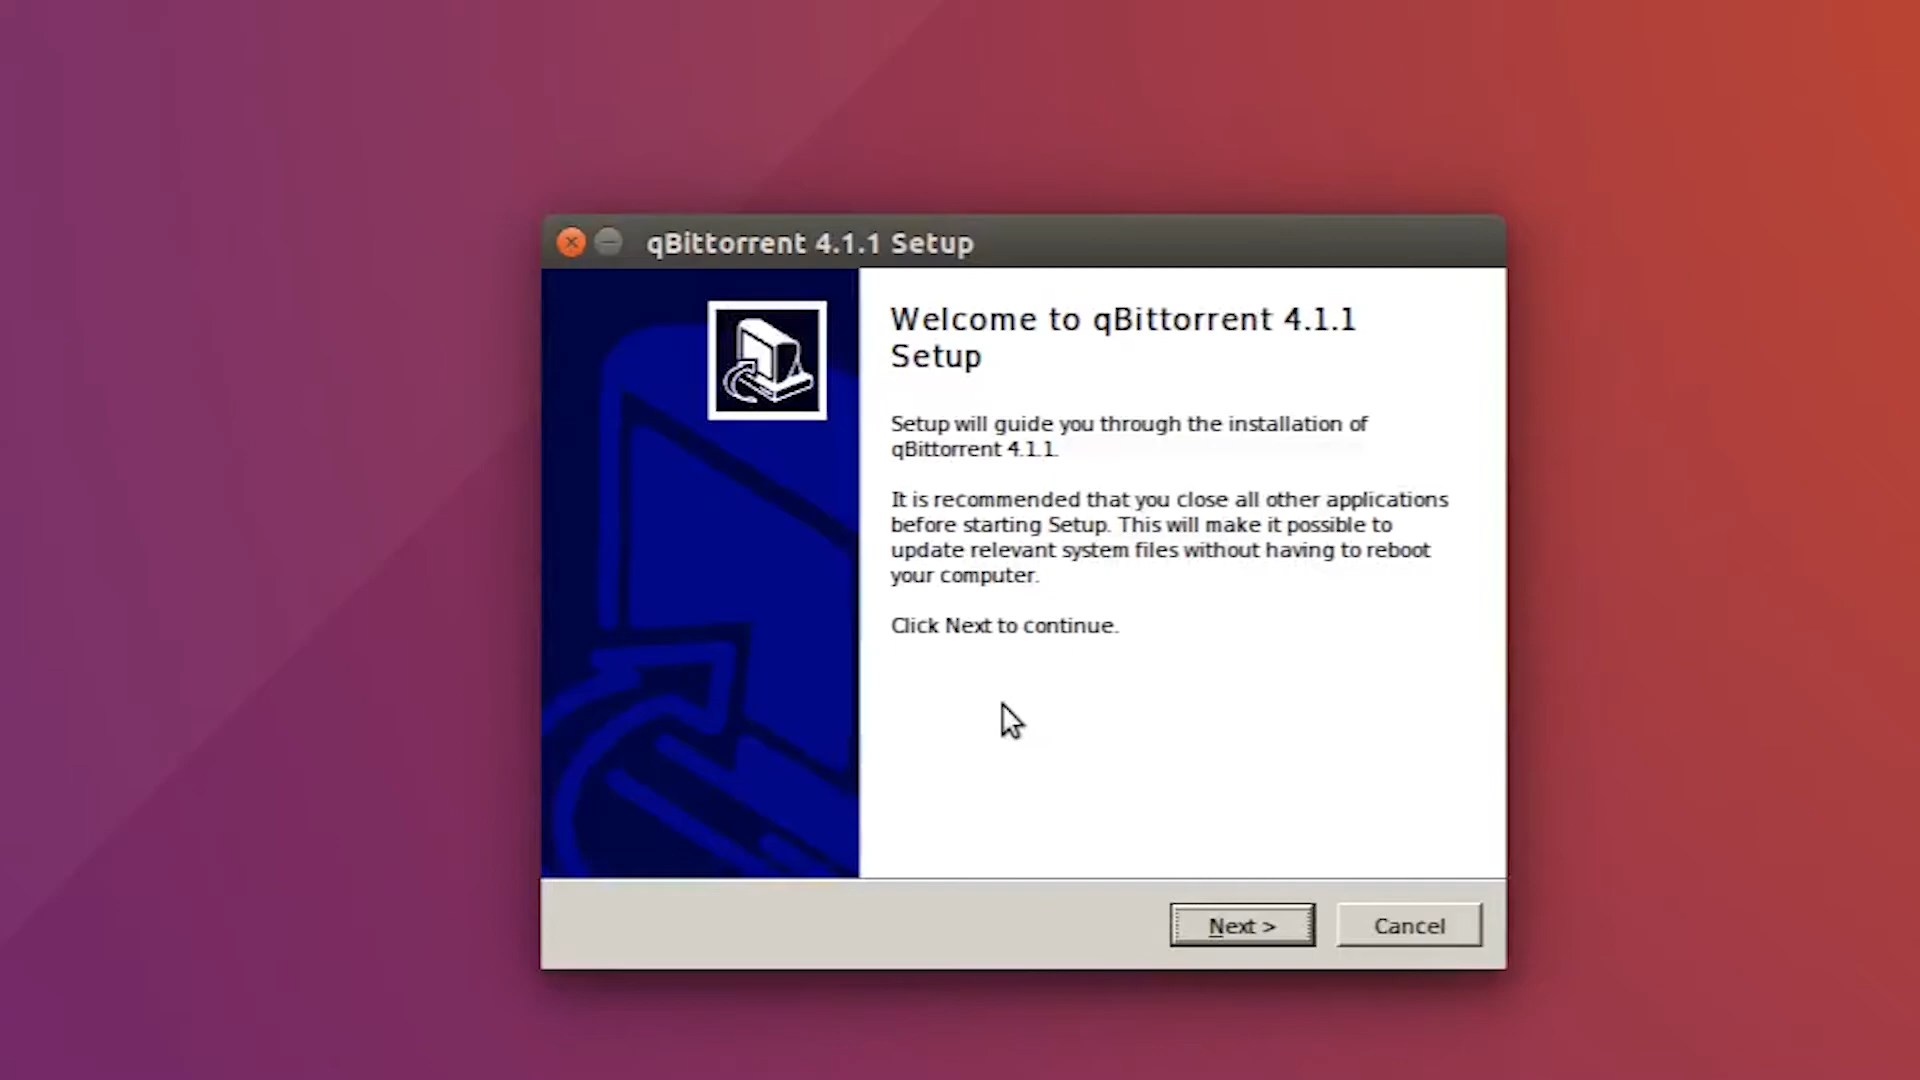 qBittorrent 4.1.1 Setup
Welcome to qBittorrent 4.1.1
Setup
Setup will guide you through the installation of
qBittorrent 4.1.1.
It is recommended that you close all other applications
before starting Setup. This will make it possible to
update relevant system files without having to reboot
your computer.
Click Next to continue.
Next >
Cancel